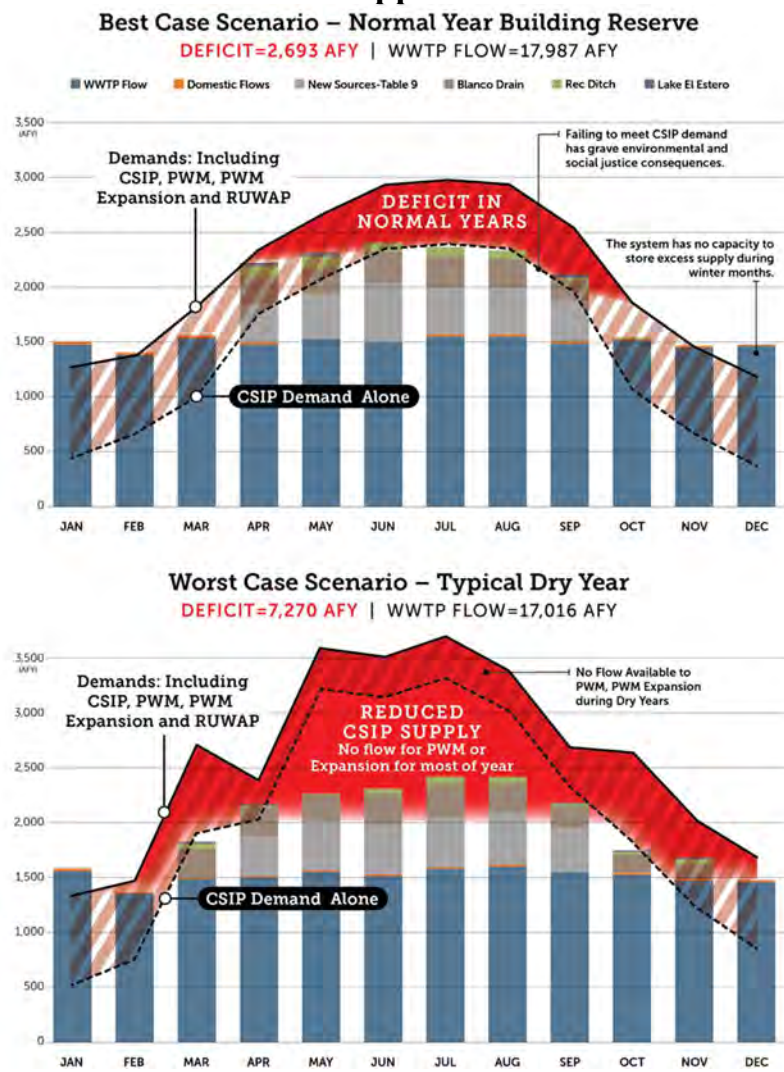 Best Case Scenario – Normal Year Building Reserve
DEFICIT=2,693 AFY | WWTP FLOW=17,987 AFY
WWTP Flow Domestic Flows New Sources-Table 9 Blanco Drain Rec Ditch Lake El Estero
3,500
(AFY)
Demands: Including
CSIP, PWM, PWM
Expansion and RUWAP
Failing to meet CSIP demand
has grave environmental and
social justice consequences.
3,000
DEFICIT IN
NORMAL YEARS
2,500
The system has no capacity to
store excess supply during
winter months.
2,000
1,500
1,000
CSIP Demand Alone
500
0
JAN FEB MAR APR MAY JUN JUL AUG SEP OCT NOV DEC
Worst Case Scenario – Typical Dry Year
DEFICIT=7,270 AFY | WWTP FLOW=17,016 AFY
3,500
(AFY)
Demands: Including
CSIP, PWM, PWM
Expansion and RUWAP
No Flow Available to
PWM, PWM Expansion
during Dry Years
3,000
REDUCED
CSIP SUPPLY
No flow for PWM or
Expansion for most of year
2,500
2,000
1,500
CSIP Demand Alone
1,000
500
0
JAN FEB MAR APR MAY JUN JUL AUG SEP OCT NOV DEC